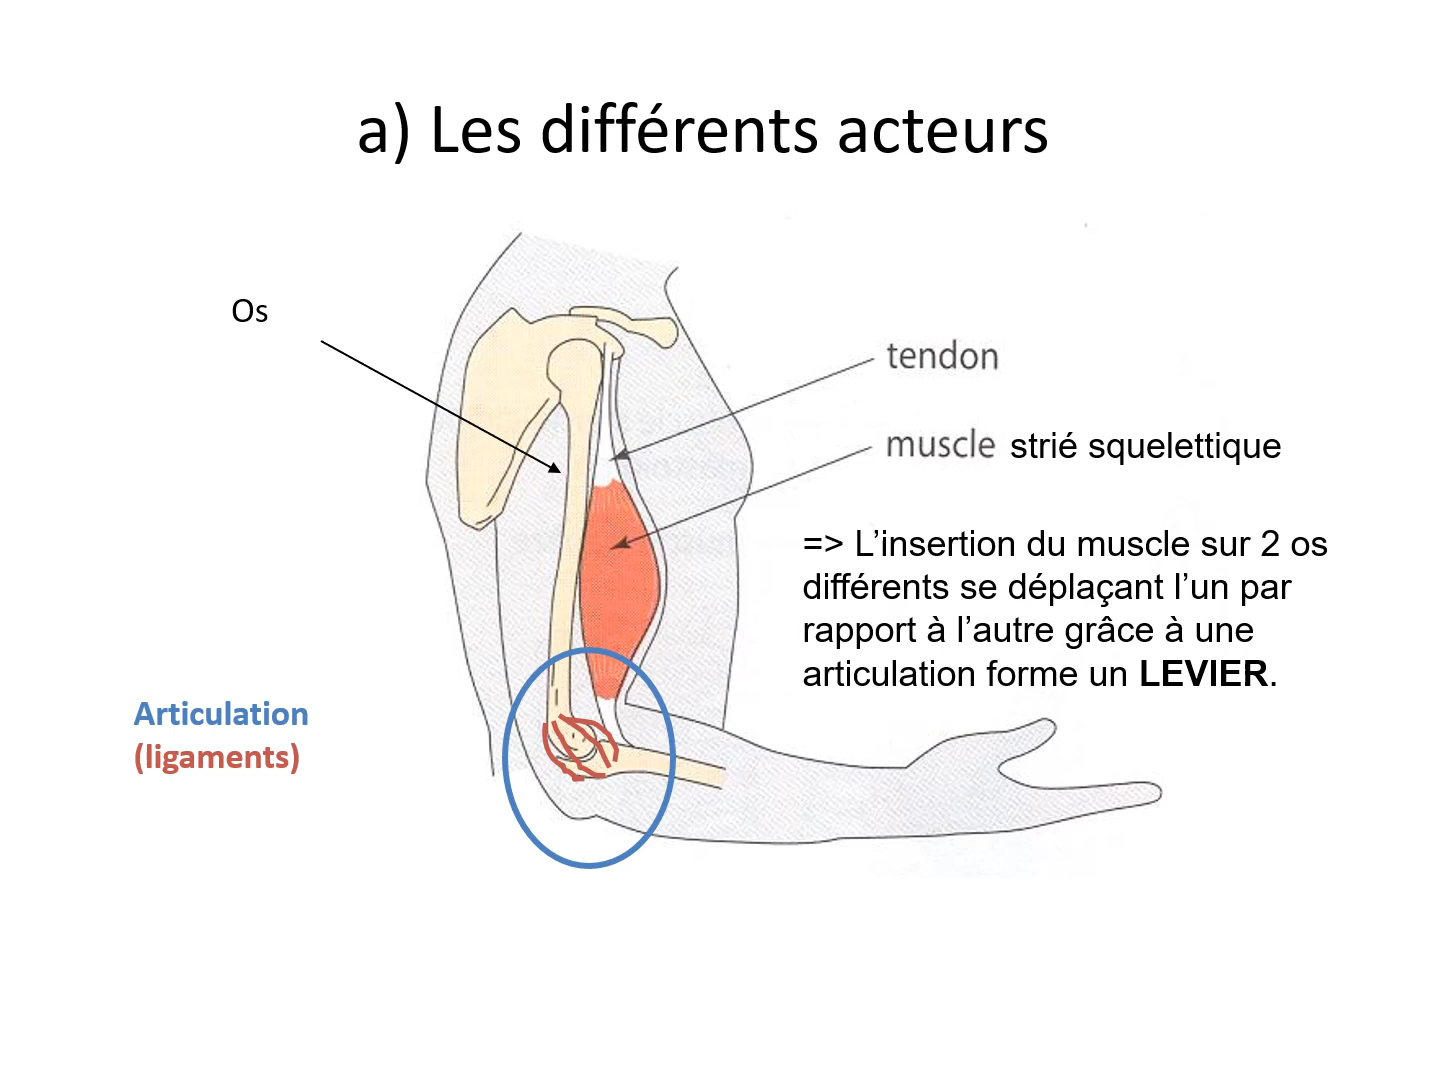 a) Les différents acteurs
Os
tendon
muscle strié squelettique
=> L’insertion du muscle sur 2 os
différents se déplaçant l’un par
rapport à l’autre grâce à une
articulation forme un LEVIER.
Articulation
(ligaments)